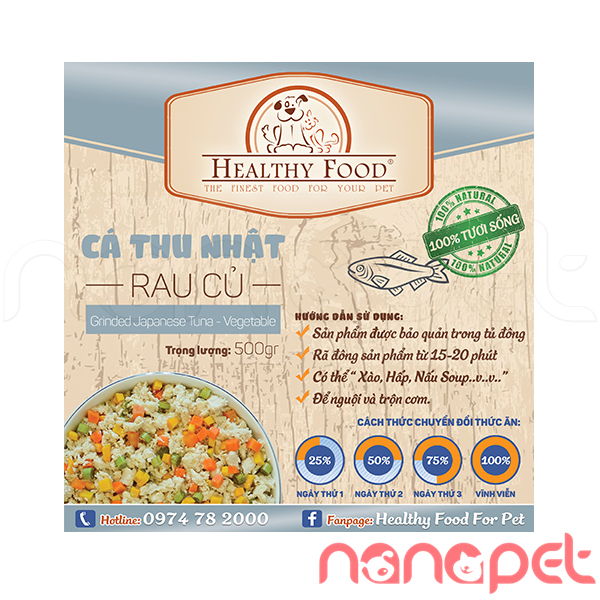 HEALTHY FOOD®
THE FINEST FOOD FOR YOUR PET
100% NATURAL
100% TƯƠI SỐNG
100% NATURAL
CÁ THU NHẬT
RAU CỦ
Grinded Japanese Tuna - Vegetable
Trọng lượng: 500gr
HƯỚNG DẪN SỬ DỤNG:
Sản phẩm được bảo quản trong tủ đông
Rã đông sản phẩm từ 15-20 phút
Có thể “ Xào, Hấp, Nấu Soup..v.v..”
Để nguội và trộn cơm.
CÁCH THỨC CHUYỂN ĐỔI THỨC ĂN:
25% 50% 75% 100%
NGÀY THỨ 1 NGÀY THỨ 2 NGÀY THỨ 3 VĨNH VIỄN
Hotline: 0974 78 2000 Fanpage: Healthy Food For Pet
nanapet